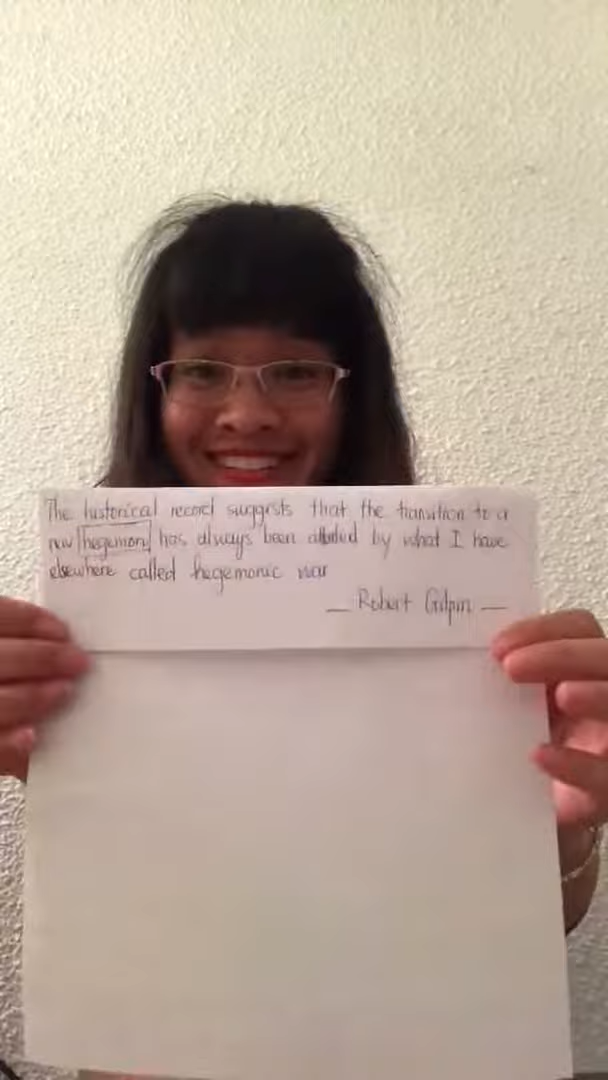 The historical record suggests that the transition to a
new hegemony has always been attended by what I have
elsewhere called hegemonic war
— Robert Gilpin —